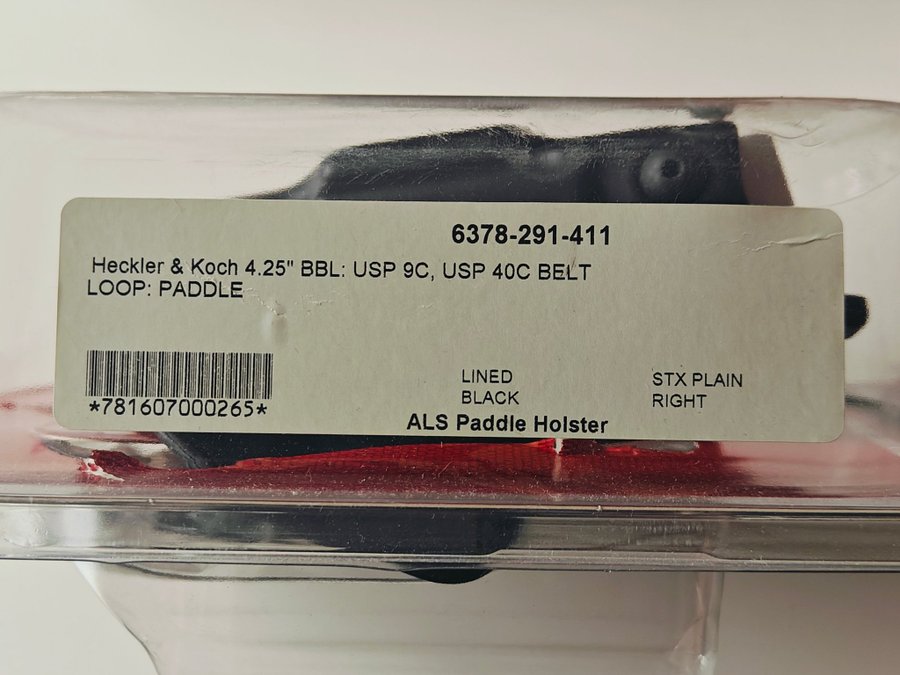 6378-291-411
Heckler & Koch 4.25" BBL: USP 9C, USP 40C BELT
LOOP: PADDLE
LINED
BLACK
STX PLAIN
RIGHT
*781607000265*
ALS Paddle Holster